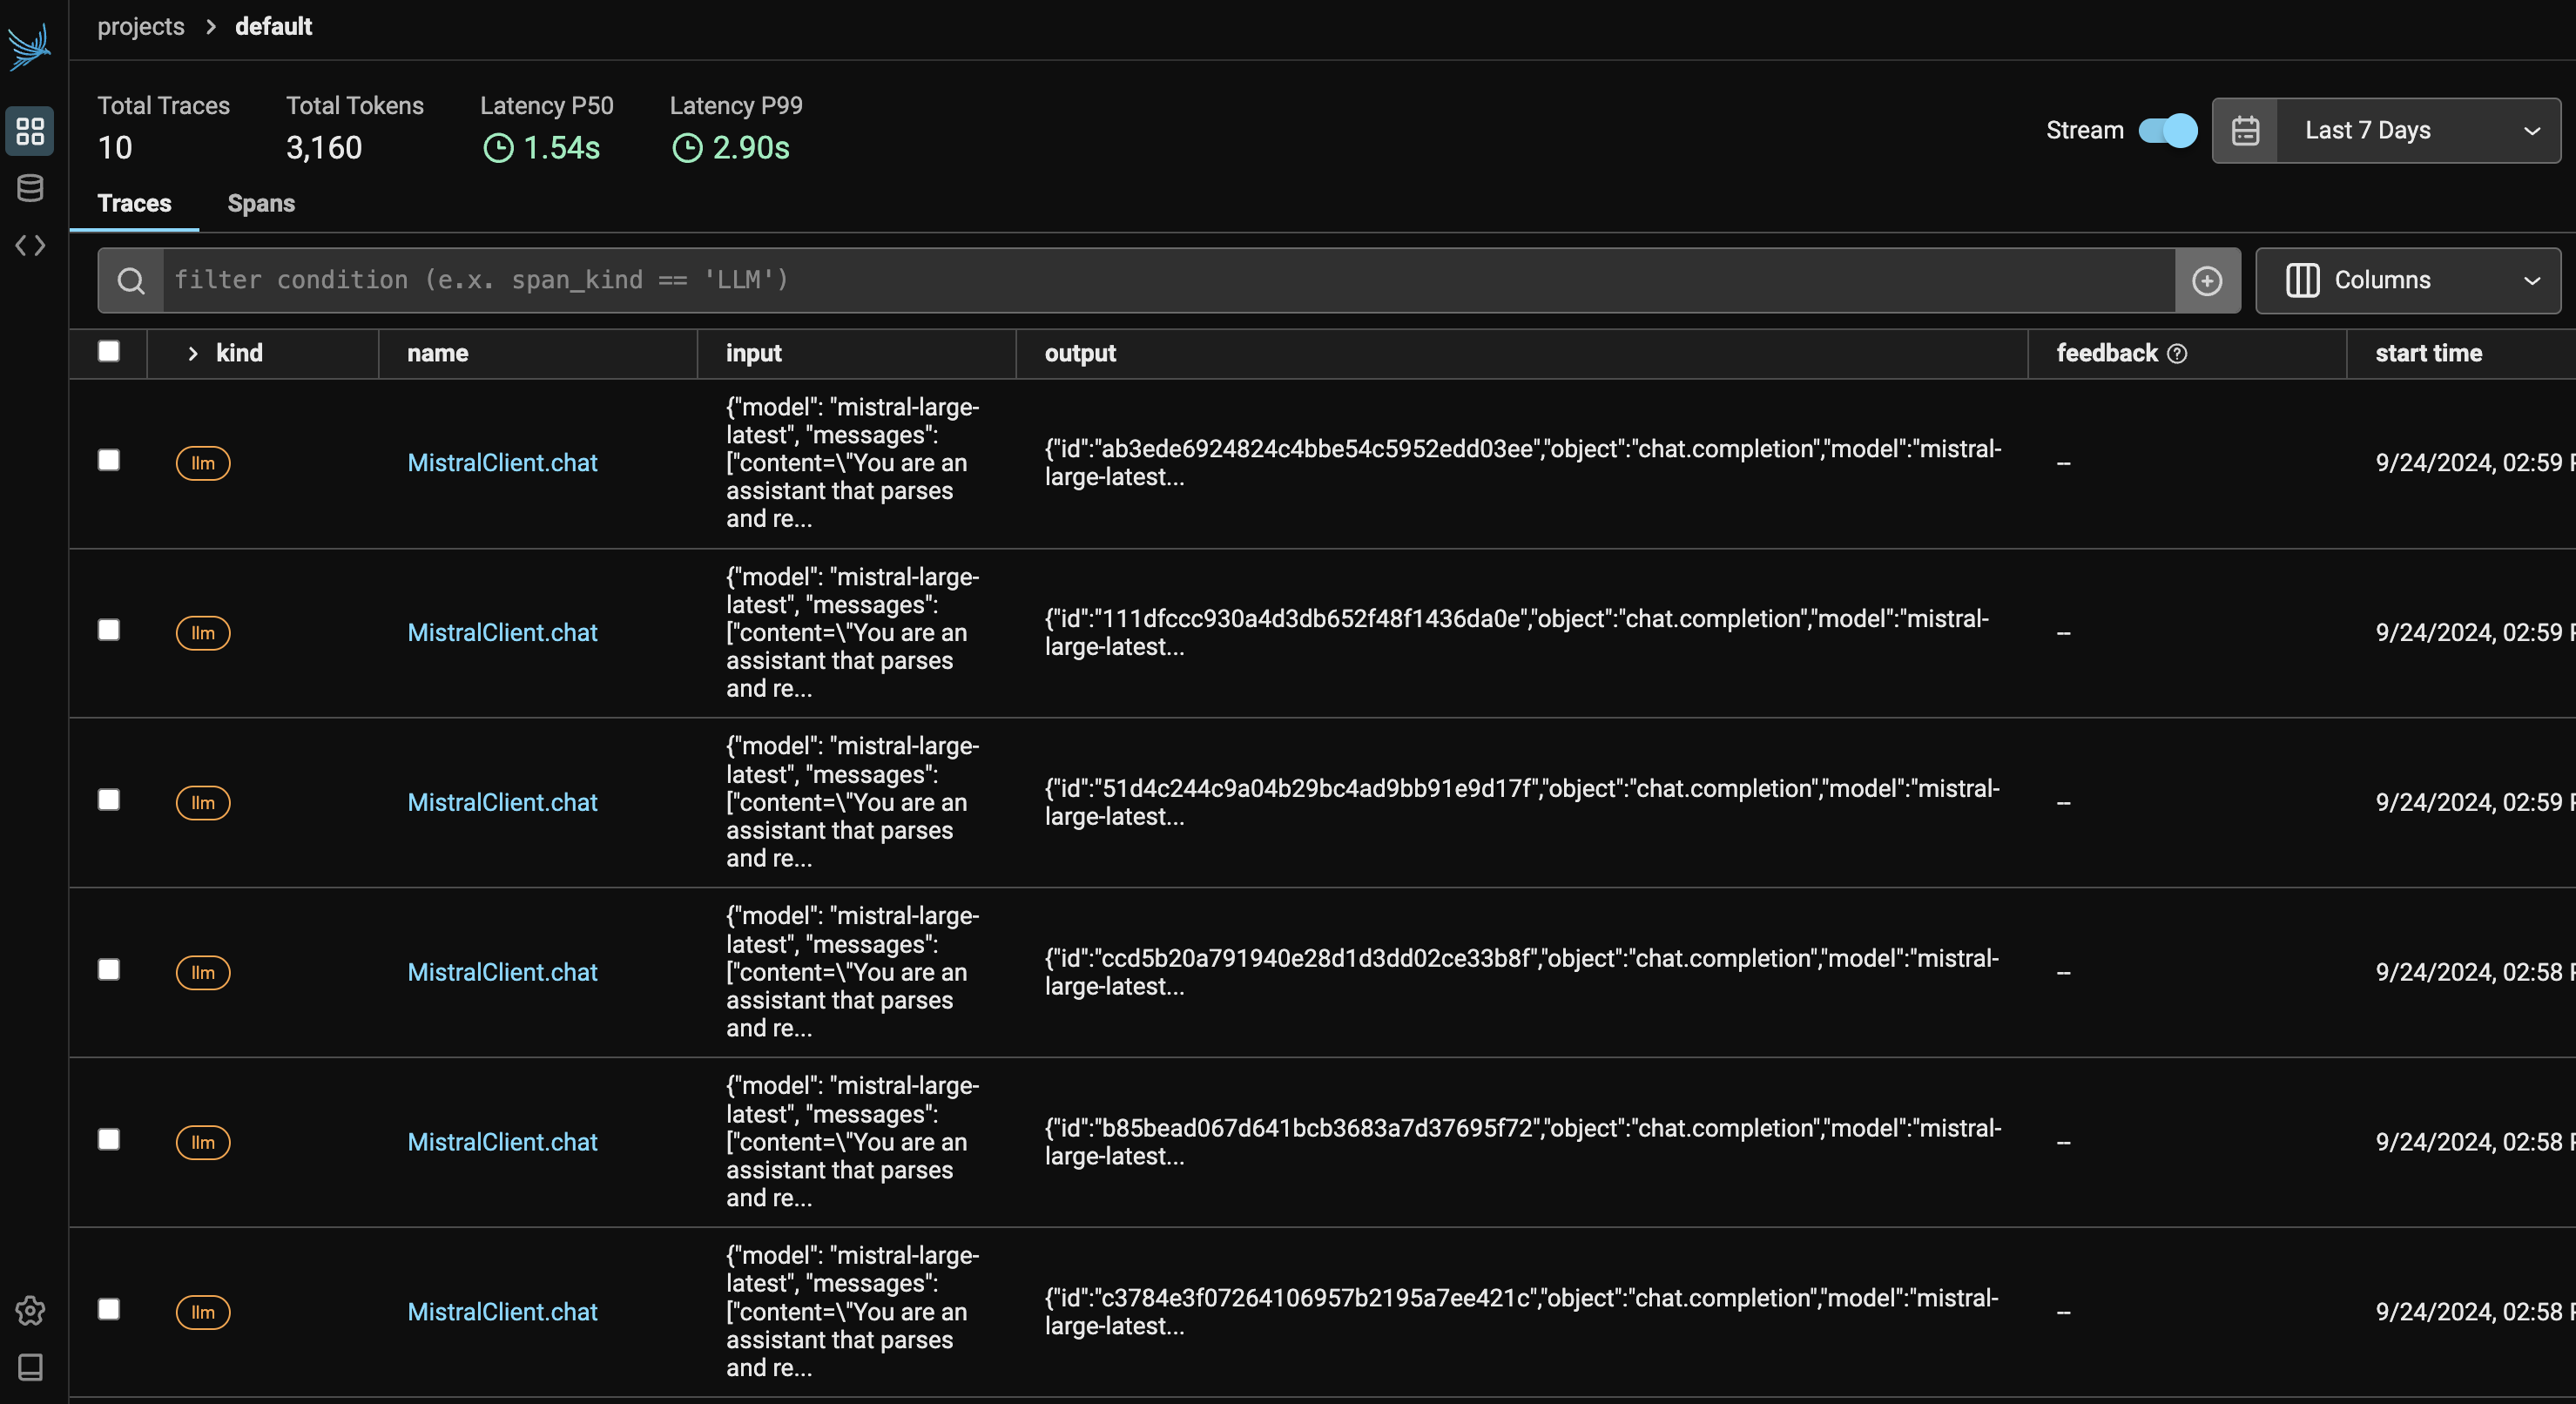 projects > default
Total Traces
10
Total Tokens
3,160
Latency P50
1.54s
Latency P99
2.90s
Stream
Last 7 Days
Traces
Spans
filter condition (e.x. span_kind == 'LLM')
Columns
kind
name
input
output
feedback
start time
llm
MistralClient.chat
{"model": "mistral-large-
latest", "messages":
["content=\"You are an
assistant that parses
and re...
{"id":"ab3ede6924824c4bbe54c5952edd03ee","object":"chat.completion","model":"mistral-
large-latest...
--
9/24/2024, 02:59 P
llm
MistralClient.chat
{"model": "mistral-large-
latest", "messages":
["content=\"You are an
assistant that parses
and re...
{"id":"111dfccc930a4d3db652f48f1436da0e","object":"chat.completion","model":"mistral-
large-latest...
--
9/24/2024, 02:59 P
llm
MistralClient.chat
{"model": "mistral-large-
latest", "messages":
["content=\"You are an
assistant that parses
and re...
{"id":"51d4c244c9a04b29bc4ad9bb91e9d17f","object":"chat.completion","model":"mistral-
large-latest...
--
9/24/2024, 02:59 P
llm
MistralClient.chat
{"model": "mistral-large-
latest", "messages":
["content=\"You are an
assistant that parses
and re...
{"id":"ccd5b20a791940e28d1d3dd02ce33b8f","object":"chat.completion","model":"mistral-
large-latest...
--
9/24/2024, 02:58 P
llm
MistralClient.chat
{"model": "mistral-large-
latest", "messages":
["content=\"You are an
assistant that parses
and re...
{"id":"b85bead067d641bcb3683a7d37695f72","object":"chat.completion","model":"mistral-
large-latest...
--
9/24/2024, 02:58 P
llm
MistralClient.chat
{"model": "mistral-large-
latest", "messages":
["content=\"You are an
assistant that parses
and re...
{"id":"c3784e3f07264106957b2195a7ee421c","object":"chat.completion","model":"mistral-
large-latest...
--
9/24/2024, 02:58 P